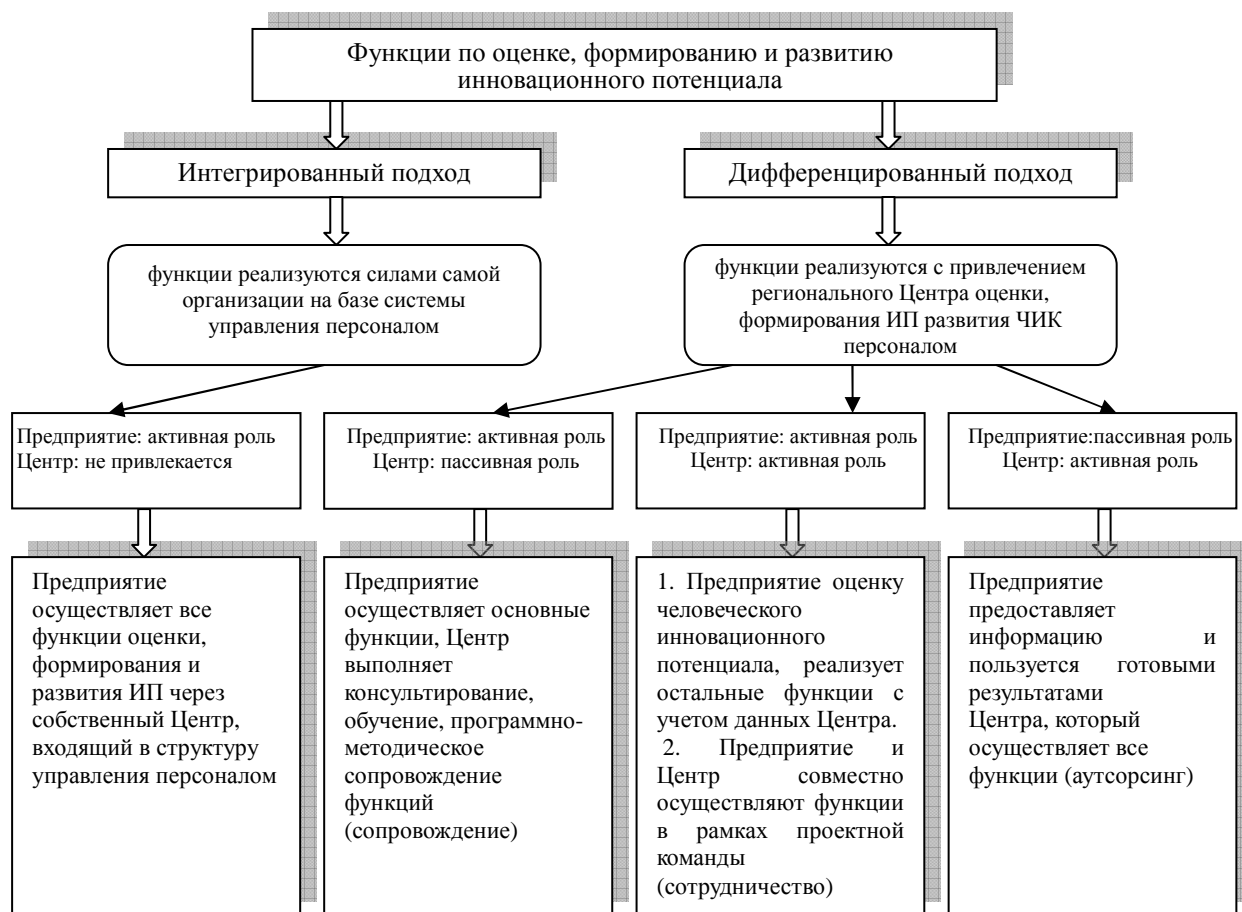 Функции по оценке, формированию и развитию
инновационного потенциала
Интегрированный подход
Дифференцированный подход
функции реализуются силами самой
организации на базе системы
управления персоналом
функции реализуются с привлечением
регионального Центра оценки,
формирования ИП развития ЧИК
персоналом
Предприятие: активная роль
Центр: не привлекается
Предприятие: активная роль
Центр: пассивная роль
Предприятие: активная роль
Центр: активная роль
Предприятие:пассивная роль
Центр: активная роль
Предприятие
осуществляет все
функции оценки,
формирования и
развития ИП через
собственный Центр,
входящий в структуру
управления персоналом
Предприятие
осуществляет основные
функции, Центр
выполняет
консультирование,
обучение, программно-
методическое
сопровождение
функций
(сопровождение)
1. Предприятие оценку
человеческого
инновационного
потенциала, реализует
остальные функции с
учетом данных Центра.
2. Предприятие и
Центр совместно
осуществляют функции
в рамках проектной
команды
(сотрудничество)
Предприятие
предоставляет
информацию и
пользуется готовыми
результатами
Центра, который
осуществляет все
функции (аутсорсинг)